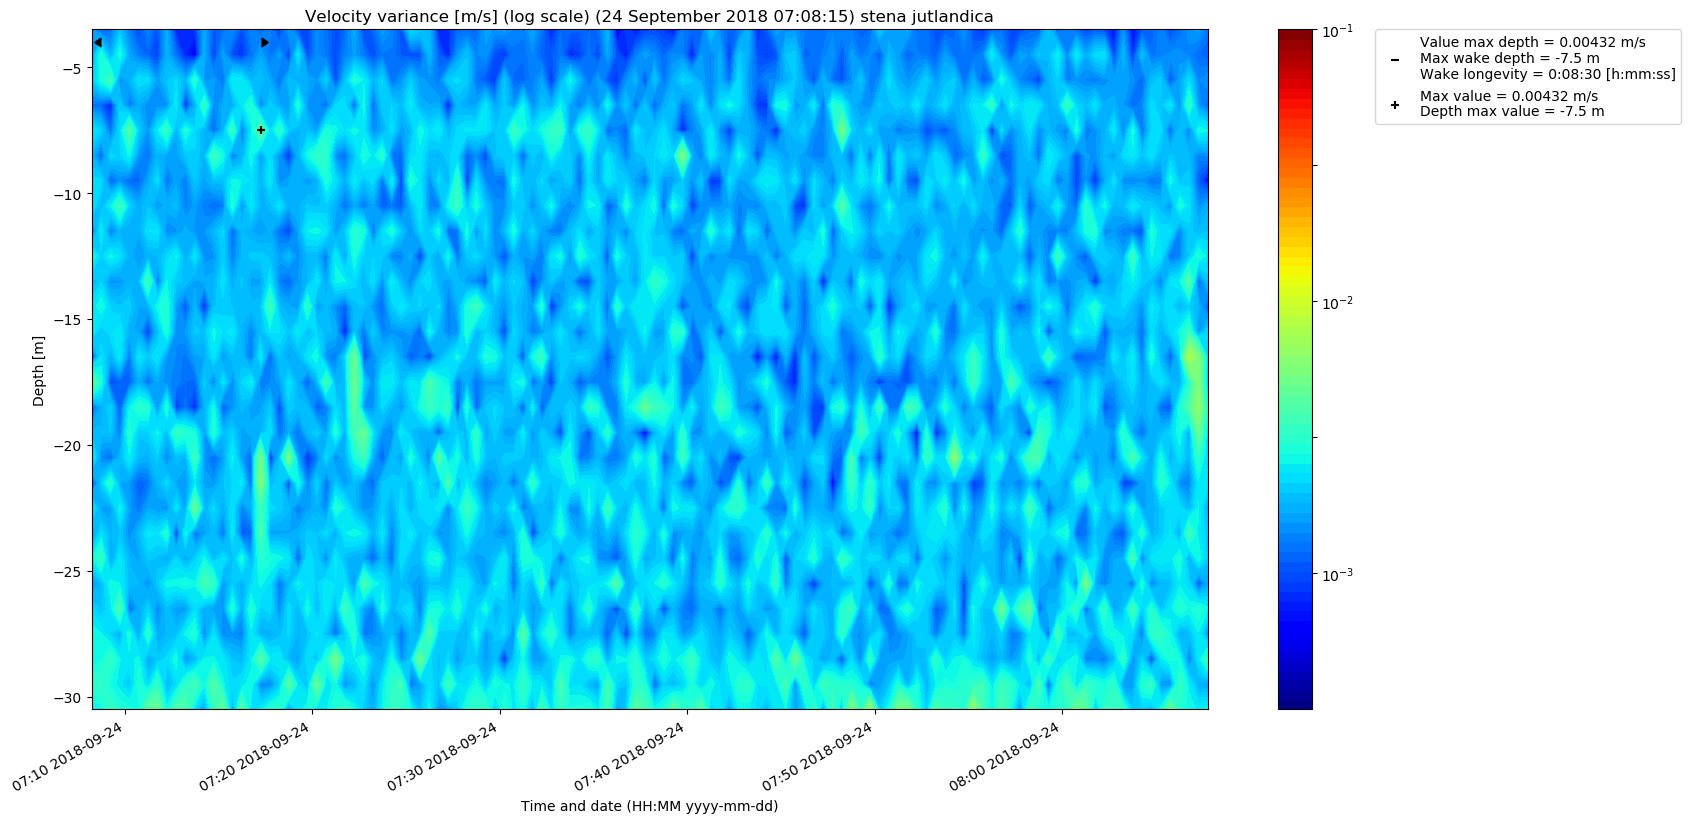 Velocity variance [m/s] (log scale) (24 September 2018 07:08:15) stena jutlandica
Depth [m]
−5
−10
−15
−20
−25
−30
07:10 2018-09-24
07:20 2018-09-24
07:30 2018-09-24
07:40 2018-09-24
07:50 2018-09-24
08:00 2018-09-24
Time and date (HH:MM yyyy-mm-dd)
10⁻¹
10⁻²
10⁻³
Value max depth = 0.00432 m/s
Max wake depth = -7.5 m
Wake longevity = 0:08:30 [h:mm:ss]
Max value = 0.00432 m/s
Depth max value = -7.5 m